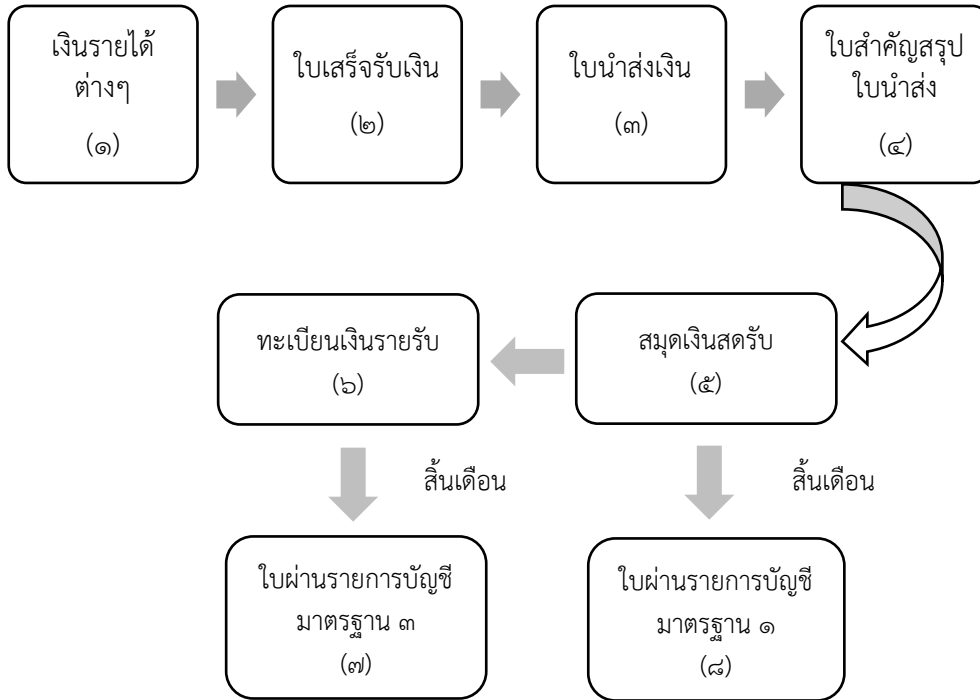 เงินรายได้
ต่างๆ
(๑)
ใบเสร็จรับเงิน
(๒)
ใบนำส่งเงิน
(๓)
ใบสำคัญสรุป
ใบนำส่ง
(๔)
ทะเบียนเงินรายรับ
(๖)
สมุดเงินสดรับ
(๕)
สิ้นเดือน
สิ้นเดือน
ใบผ่านรายการบัญชี
มาตรฐาน ๓
(๗)
ใบผ่านรายการบัญชี
มาตรฐาน ๑
(๘)